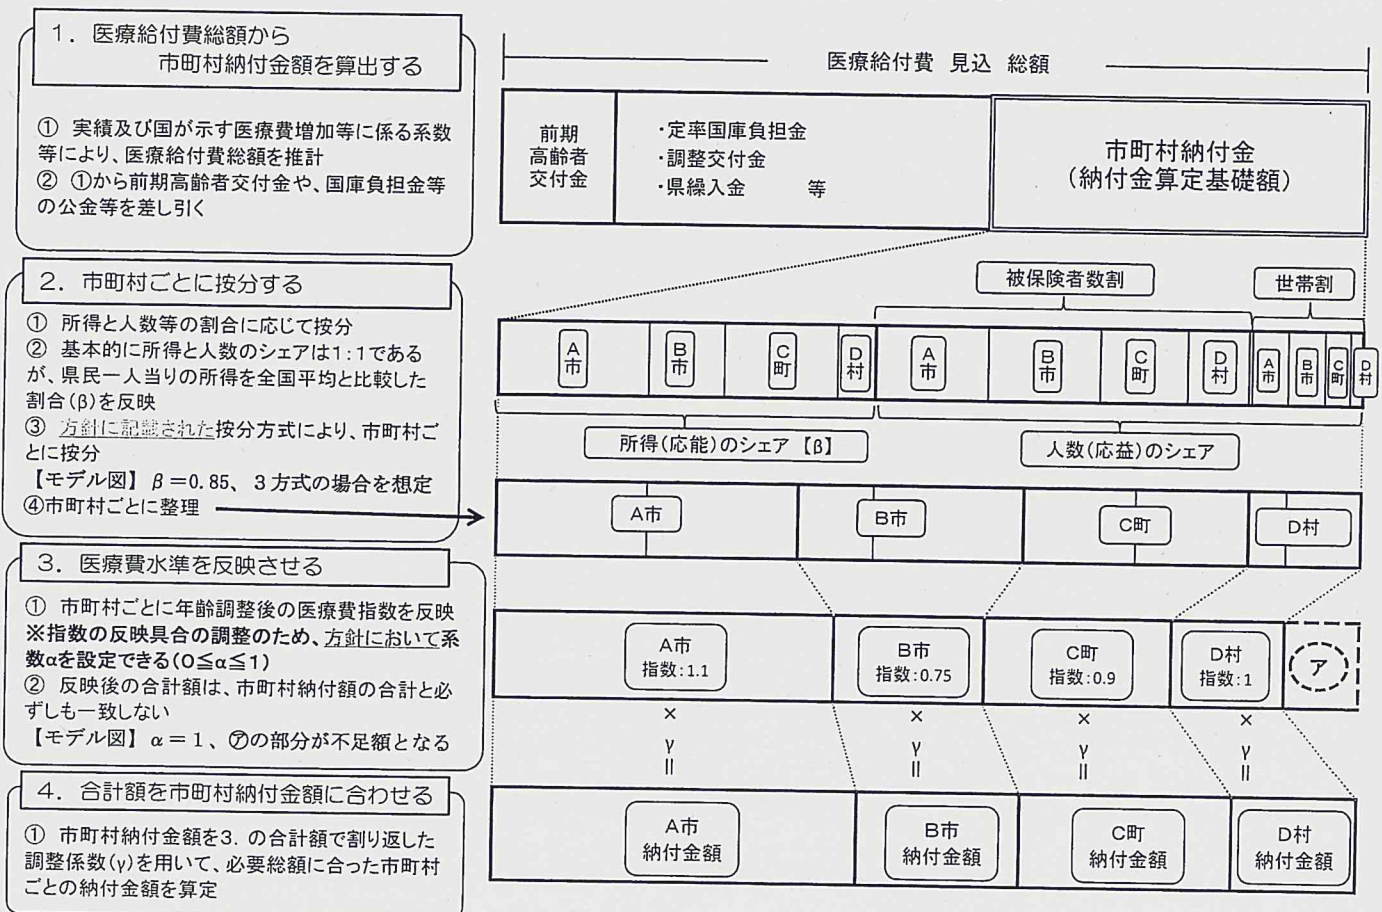 1. 医療給付費総額から
市町村納付金額を算出する
① 実績及び国が示す医療費増加等に係る係数
等により、医療給付費総額を推計
② ①から前期高齢者交付金や、国庫負担金等
の公金等を差し引く
医療給付費 見込 総額
前期
高齢者
交付金
・定率国庫負担金
・調整交付金
・県繰入金 等
市町村納付金
(納付金算定基礎額)
2. 市町村ごとに按分する
① 所得と人数等の割合に応じて按分
② 基本的に所得と人数のシェアは1:1である
が、県民一人当りの所得を全国平均と比較した
割合(β)を反映
③ 方針に記載された按分方式により、市町村ご
とに按分
【モデル図】 β=0.85、3方式の場合を想定
④市町村ごとに整理
被保険者数割
世帯割
A市
B市
C町
D村
A市
B市
C町
D村
A市
B市
C町
D村
所得(応能)のシェア【β】
人数(応益)のシェア
A市
B市
C町
D村
3. 医療費水準を反映させる
① 市町村ごとに年齢調整後の医療費指数を反映
※指数の反映具合の調整のため、方針において系
数αを設定できる(0≦α≦1)
② 反映後の合計額は、市町村納付額の合計と必
ずしも一致しない
【モデル図】 α=1、㋐の部分が不足額となる
A市
指数:1.1
B市
指数:0.75
C町
指数:0.9
D村
指数:1
ア
× × × ×
γ γ γ γ
|| || || ||
4. 合計額を市町村納付金額に合わせる
① 市町村納付金額を3. の合計額で割り返した
調整係数(γ)を用いて、必要総額に合った市町村
ごとの納付金額を算定
A市
納付金額
B市
納付金額
C町
納付金額
D村
納付金額